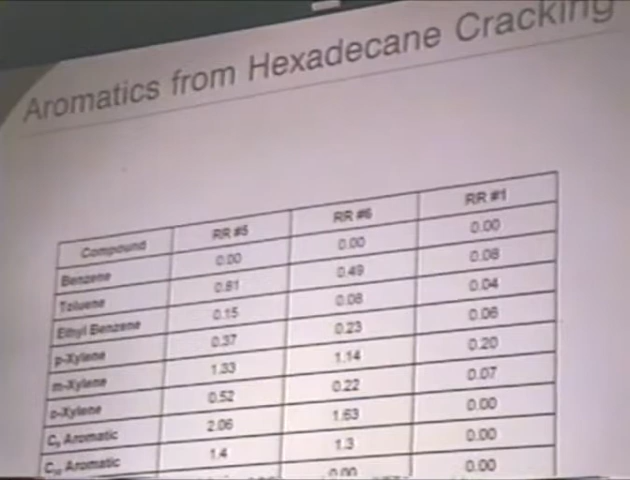 Aromatics from Hexadecane Cracking
Compound RR #5 RR #6 RR #1
Benzene 0.00 0.00 0.00
Toluene 0.81 0.49 0.08
Ethyl Benzene 0.15 0.08 0.04
p-Xylene 0.37 0.23 0.06
m-Xylene 1.33 1.14 0.20
o-Xylene 0.52 0.22 0.07
C₉ Aromatic 2.06 1.63 0.00
C₁₀ Aromatic 1.4 1.3 0.00
0.00 0.00